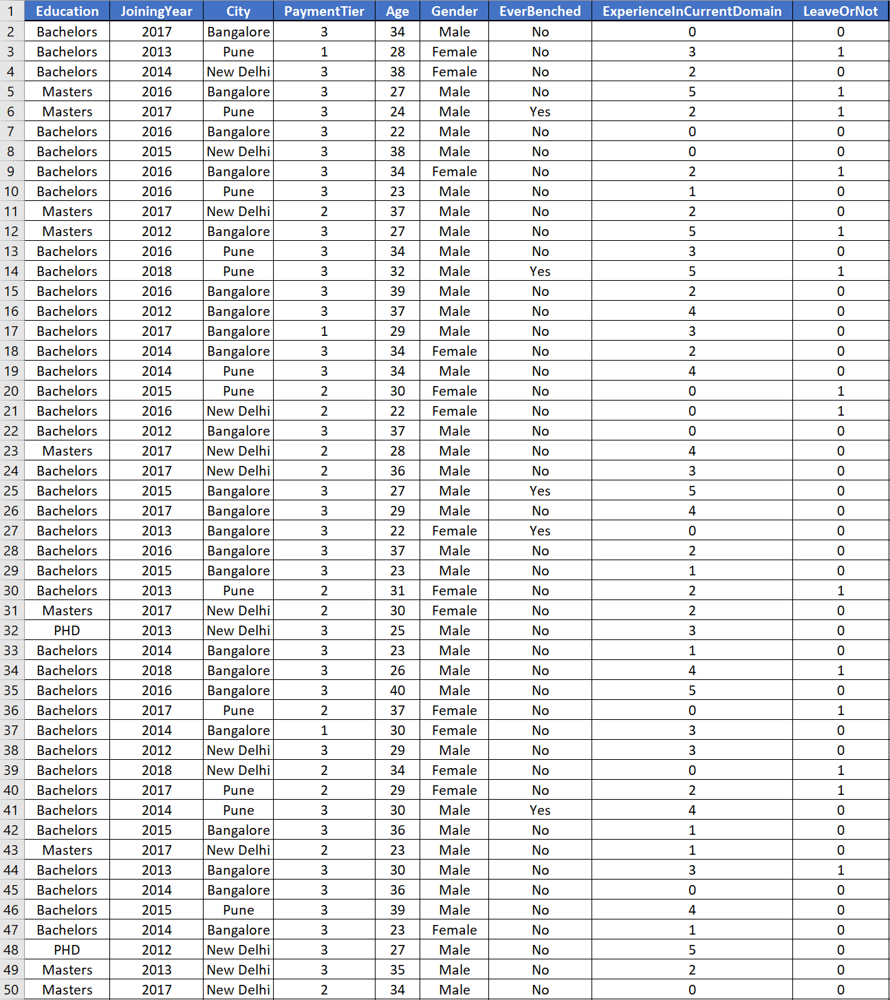 1 Education JoiningYear City PaymentTier Age Gender EverBenched ExperienceInCurrentDomain LeaveOrNot
2 Bachelors 2017 Bangalore 3 34 Male No 0 0
3 Bachelors 2013 Pune 1 28 Female No 3 1
4 Bachelors 2014 New Delhi 3 38 Female No 2 0
5 Masters 2016 Bangalore 3 27 Male No 5 1
6 Masters 2017 Pune 3 24 Male Yes 2 1
7 Bachelors 2016 Bangalore 3 22 Male No 0 0
8 Bachelors 2015 New Delhi 3 38 Male No 0 0
9 Bachelors 2016 Bangalore 3 34 Female No 2 1
10 Bachelors 2016 Pune 3 23 Male No 1 0
11 Masters 2017 New Delhi 2 37 Male No 2 0
12 Masters 2012 Bangalore 3 27 Male No 5 1
13 Bachelors 2016 Pune 3 34 Male No 3 0
14 Bachelors 2018 Pune 3 32 Male Yes 5 1
15 Bachelors 2016 Bangalore 3 39 Male No 2 0
16 Bachelors 2012 Bangalore 3 37 Male No 4 0
17 Bachelors 2017 Bangalore 1 29 Male No 3 0
18 Bachelors 2014 Bangalore 3 34 Female No 2 0
19 Bachelors 2014 Pune 3 34 Male No 4 0
20 Bachelors 2015 Pune 2 30 Female No 0 1
21 Bachelors 2016 New Delhi 2 22 Female No 0 1
22 Bachelors 2012 Bangalore 3 37 Male No 0 0
23 Masters 2017 New Delhi 2 28 Male No 4 0
24 Bachelors 2017 New Delhi 2 36 Male No 3 0
25 Bachelors 2015 Bangalore 3 27 Male Yes 5 0
26 Bachelors 2017 Bangalore 3 29 Male No 4 0
27 Bachelors 2013 Bangalore 3 22 Female Yes 0 0
28 Bachelors 2016 Bangalore 3 37 Male No 2 0
29 Bachelors 2015 Bangalore 3 23 Male No 1 0
30 Bachelors 2013 Pune 2 31 Female No 2 1
31 Masters 2017 New Delhi 2 30 Female No 2 0
32 PHD 2013 New Delhi 3 25 Male No 3 0
33 Bachelors 2014 Bangalore 3 23 Male No 1 0
34 Bachelors 2018 Bangalore 3 26 Male No 4 1
35 Bachelors 2016 Bangalore 3 40 Male No 5 0
36 Bachelors 2017 Pune 2 37 Female No 0 1
37 Bachelors 2014 Bangalore 1 30 Female No 3 0
38 Bachelors 2012 New Delhi 3 29 Male No 3 0
39 Bachelors 2018 New Delhi 2 34 Female No 0 1
40 Bachelors 2017 Pune 2 29 Female No 2 1
41 Bachelors 2014 Pune 3 30 Male Yes 4 0
42 Bachelors 2015 Bangalore 3 36 Male No 1 0
43 Masters 2017 New Delhi 2 23 Male No 1 0
44 Bachelors 2013 Bangalore 3 30 Male No 3 1
45 Bachelors 2014 Bangalore 3 36 Male No 0 0
46 Bachelors 2015 Pune 3 39 Male No 4 0
47 Bachelors 2014 Bangalore 3 23 Female No 1 0
48 PHD 2012 New Delhi 3 27 Male No 5 0
49 Masters 2013 New Delhi 3 35 Male No 2 0
50 Masters 2017 New Delhi 2 34 Male No 0 0